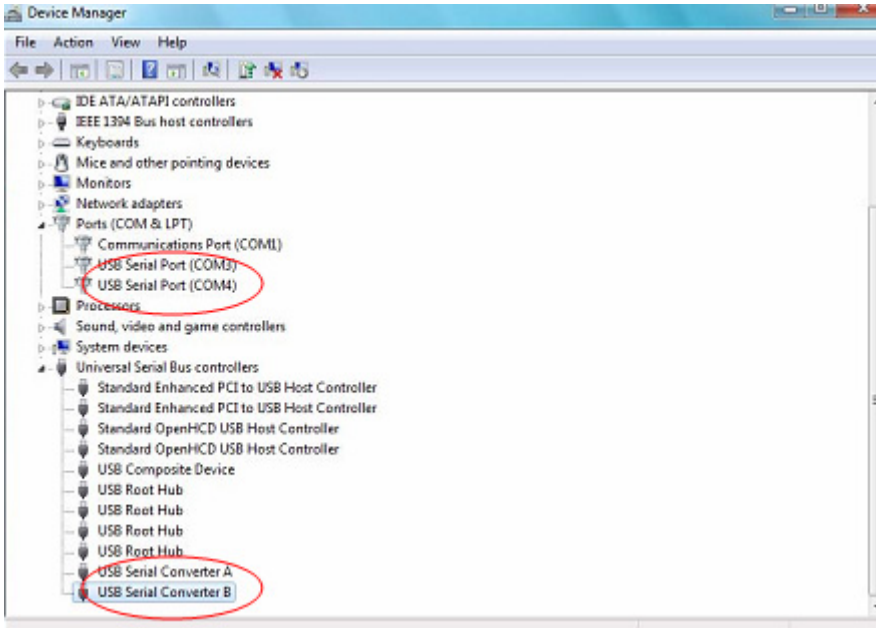 Device Manager
File Action View Help
IDE ATA/ATAPI controllers
IEEE 1394 Bus host controllers
Keyboards
Mice and other pointing devices
Monitors
Network adapters
Ports (COM & LPT)
Communications Port (COM1)
USB Serial Port (COM3)
USB Serial Port (COM4)
Processors
Sound, video and game controllers
System devices
Universal Serial Bus controllers
Standard Enhanced PCI to USB Host Controller
Standard Enhanced PCI to USB Host Controller
Standard OpenHCD USB Host Controller
Standard OpenHCD USB Host Controller
USB Composite Device
USB Root Hub
USB Root Hub
USB Root Hub
USB Root Hub
USB Serial Converter A
USB Serial Converter B